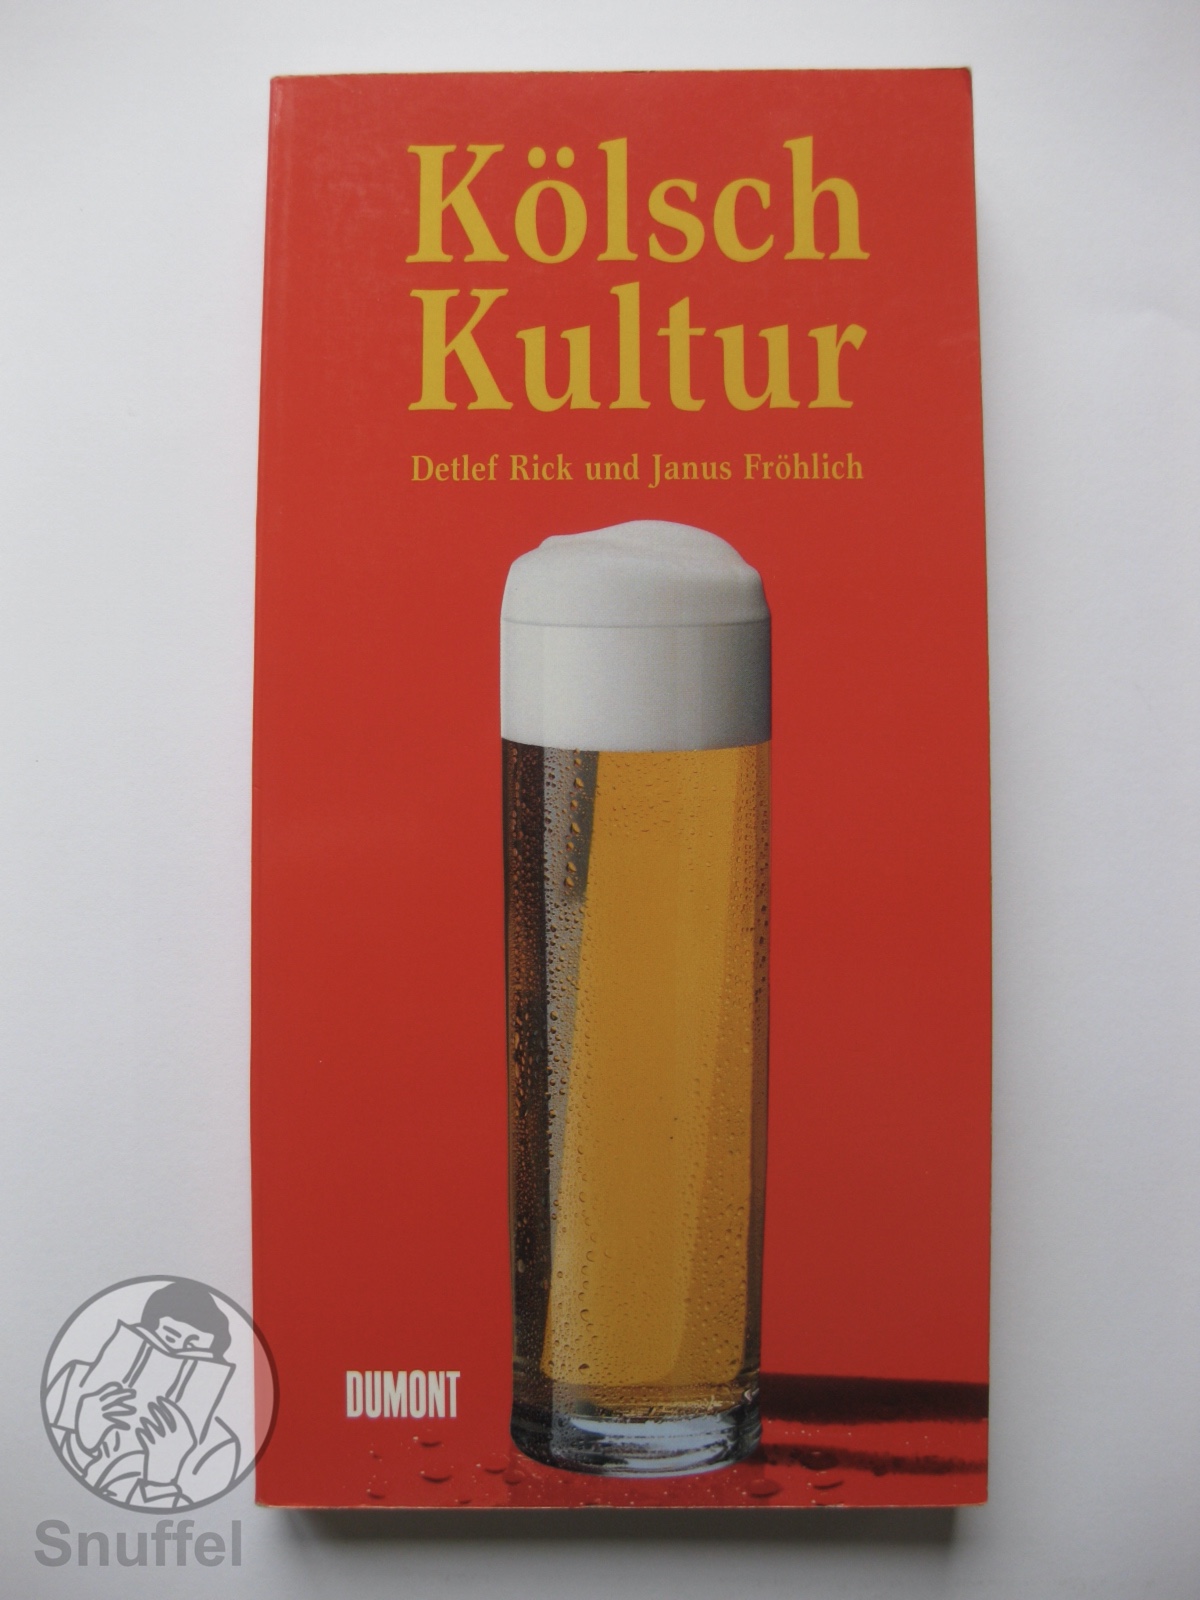 Kölsch
Kultur
Detlef Rick und Janus Fröhlich
DUMONT
Snuffel